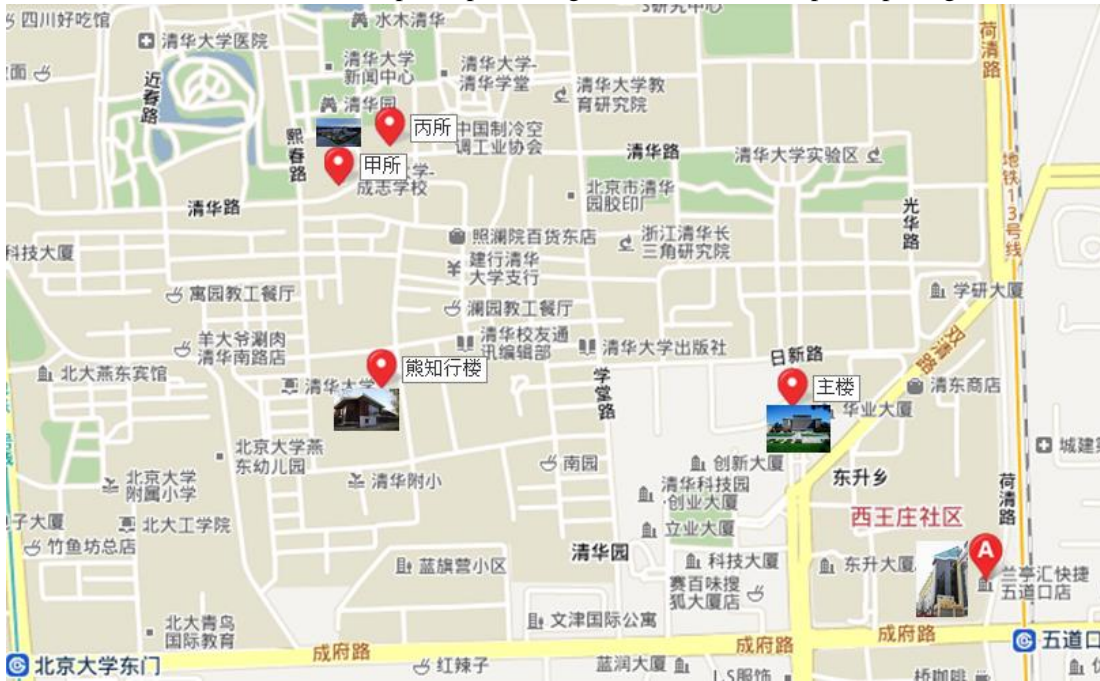 四川好吃馆
水木清华
清华大学医院
清华大学
新闻中心
清华大学-
清华学堂
清华大学教
育研究院
荷清路
近春路
清华园
丙所
中国制冷空
调工业协会
熙春路
甲所
成志学校
清华路
清华大学实验区
地铁13号线
清华路
北京市清华
园胶印厂
光华路
科技大厦
照澜院百货东店
浙江清华长
三角研究院
建行清华
大学支行
寓园教工餐厅
学研大厦
澜园教工餐厅
羊大爷涮肉
清华南路店
清华校友通
讯编辑部
清华大学出版社
双清路
日新路
北大燕东宾馆
熊知行楼
清华大学
学堂路
主楼
清东商店
华业大厦
北京大学燕
东幼儿园
南园
创新大厦
城建
北京大学
附属小学
清华附小
清华科技园
·创业大厦
东升乡
荷清路
子大厦
北大工学院
立业大厦
西王庄社区
竹鱼坊总店
清华园
蓝旗营小区
科技大厦
东升大厦
A
兰亭汇快捷
五道口店
赛百味搜
狐大厦店
北大青鸟
国际教育
文津国际公寓
成府路
成府路
成府路
五道口
北京大学东门
红辣子
蓝润大厦
LS服饰
桥咖啡